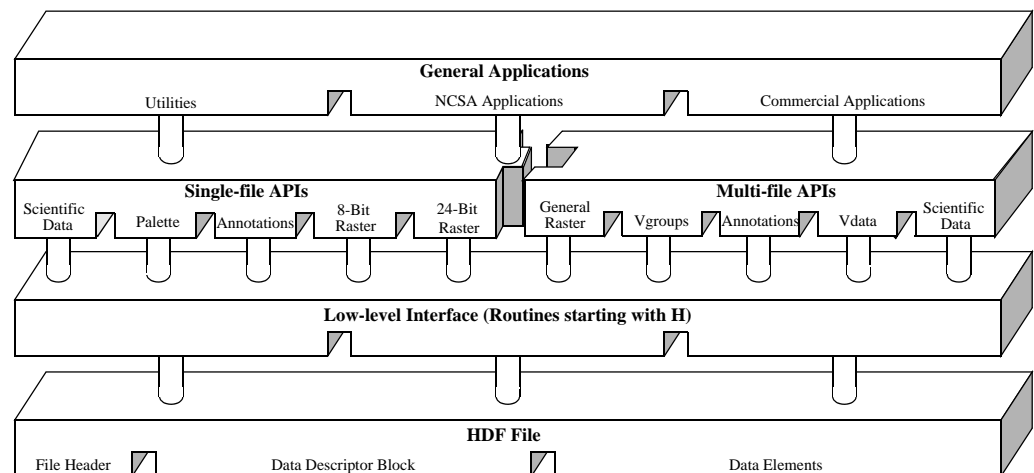 General Applications
Utilities
NCSA Applications
Commercial Applications
Single-file APIs
Scientific
Data
Palette
Annotations
8-Bit
Raster
24-Bit
Raster
Multi-file APIs
General
Raster
Vgroups
Annotations
Vdata
Scientific
Data
Low-level Interface (Routines starting with H)
HDF File
File Header
Data Descriptor Block
Data Elements